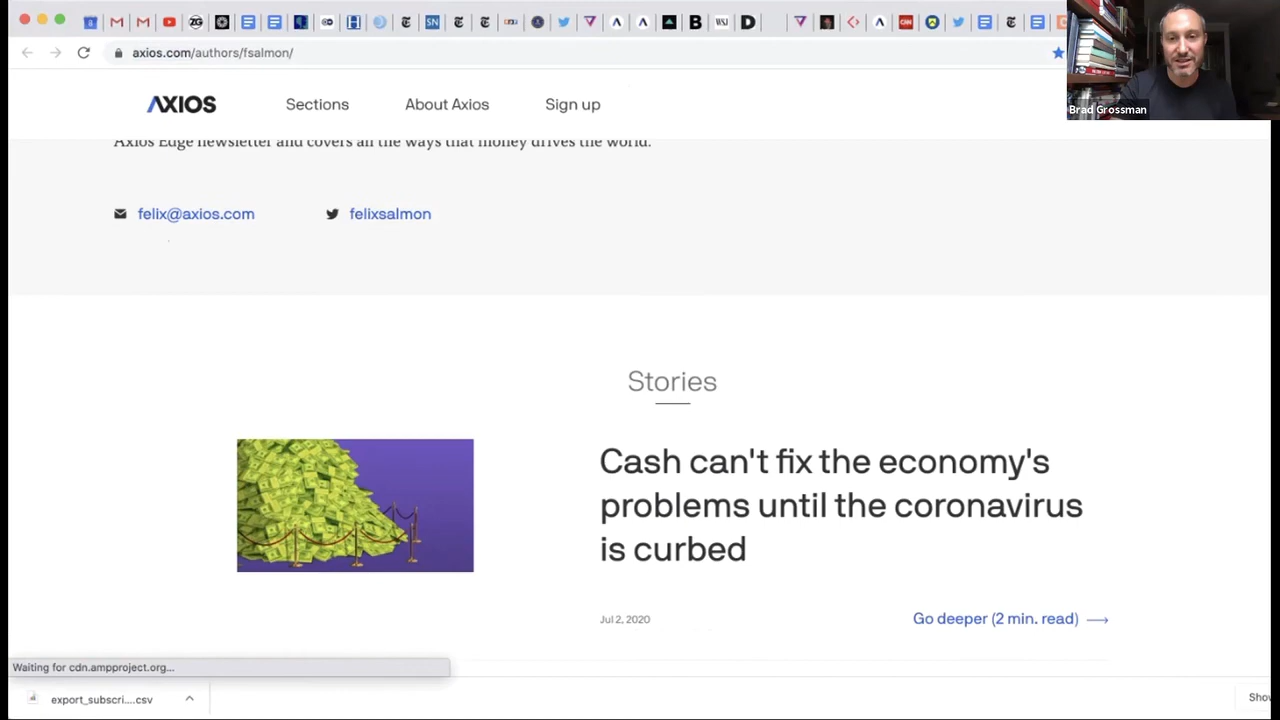 axios.com/authors/fsalmon/
Brad Grossman
AXIOS
Sections
About Axios
Sign up
Axios Edge newsletter and covers all the ways that money drives the world.
felix@axios.com
felixsalmon
Stories
Cash can't fix the economy's
problems until the coronavirus
is curbed
Jul 2, 2020
Go deeper (2 min. read)
Waiting for cdn.ampproject.org...
export_subscri....csv